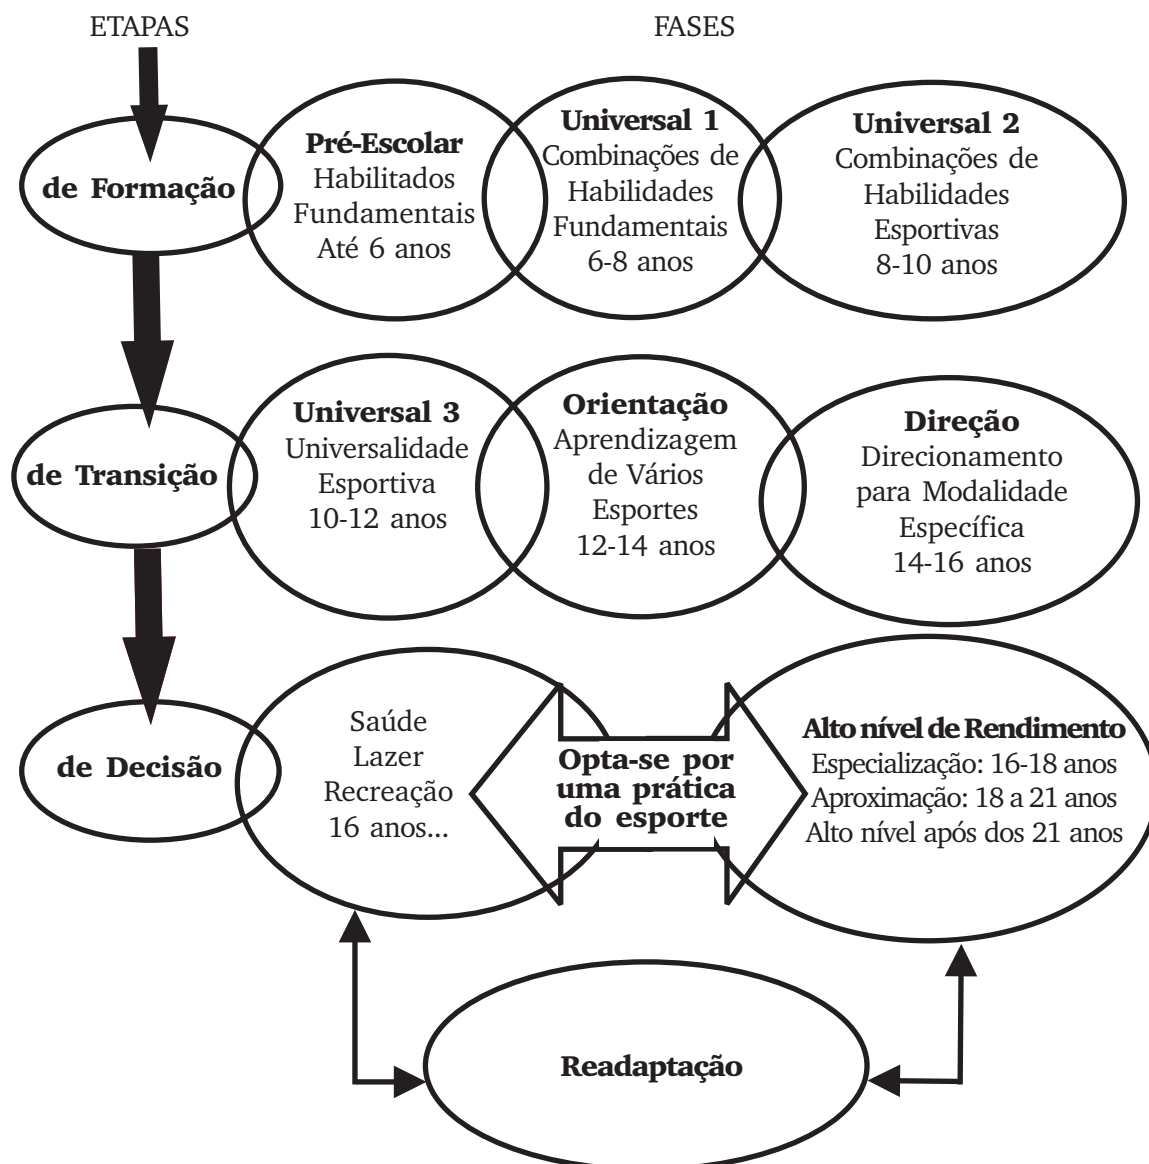 ETAPAS
FASES
de Formação
Pré-Escolar
Habilitados
Fundamentais
Até 6 anos
Universal 1
Combinações de
Habilidades
Fundamentais
6-8 anos
Universal 2
Combinações de
Habilidades
Esportivas
8-10 anos
de Transição
Universal 3
Universalidade
Esportiva
10-12 anos
Orientação
Aprendizagem
de Vários
Esportes
12-14 anos
Direção
Direcionamento
para Modalidade
Específica
14-16 anos
de Decisão
Saúde
Lazer
Recreação
16 anos...
Opta-se por
uma prática
do esporte
Alto nível de Rendimento
Especialização: 16-18 anos
Aproximação: 18 a 21 anos
Alto nível após dos 21 anos
Readaptação